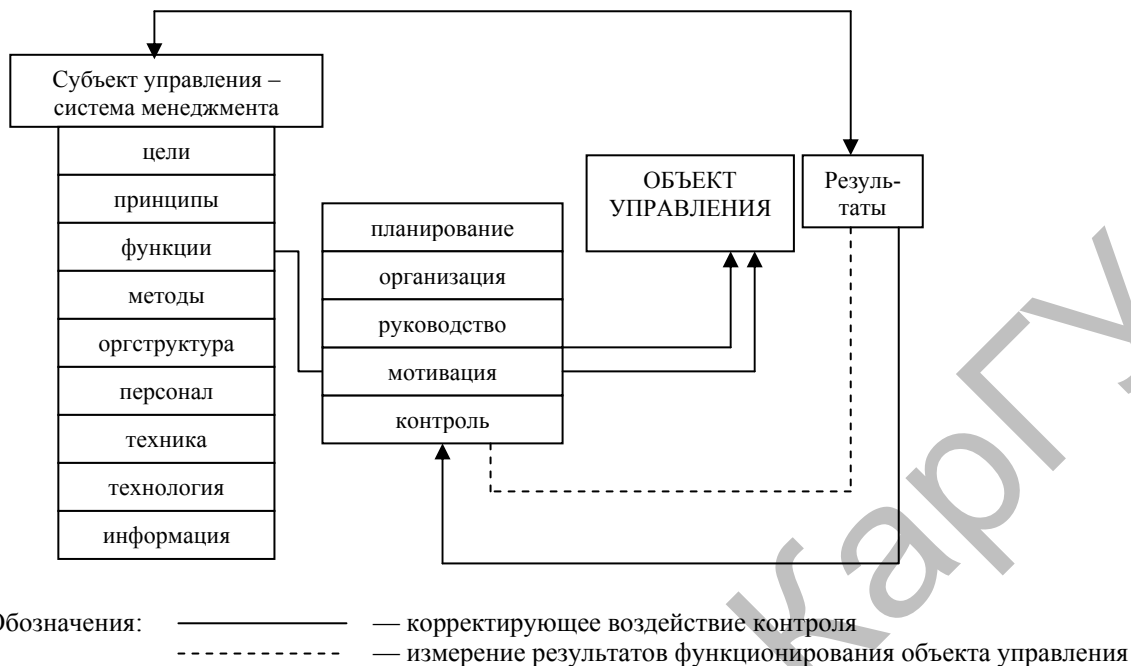 Субъект управления –
система менеджмента
цели
принципы
функции
методы
оргструктура
персонал
техника
технология
информация
планирование
организация
руководство
мотивация
контроль
ОБЪЕКТ
УПРАВЛЕНИЯ
Резуль-
таты
Обозначения:
— корректирующее воздействие контроля
— измерение результатов функционирования объекта управления
КарГУ